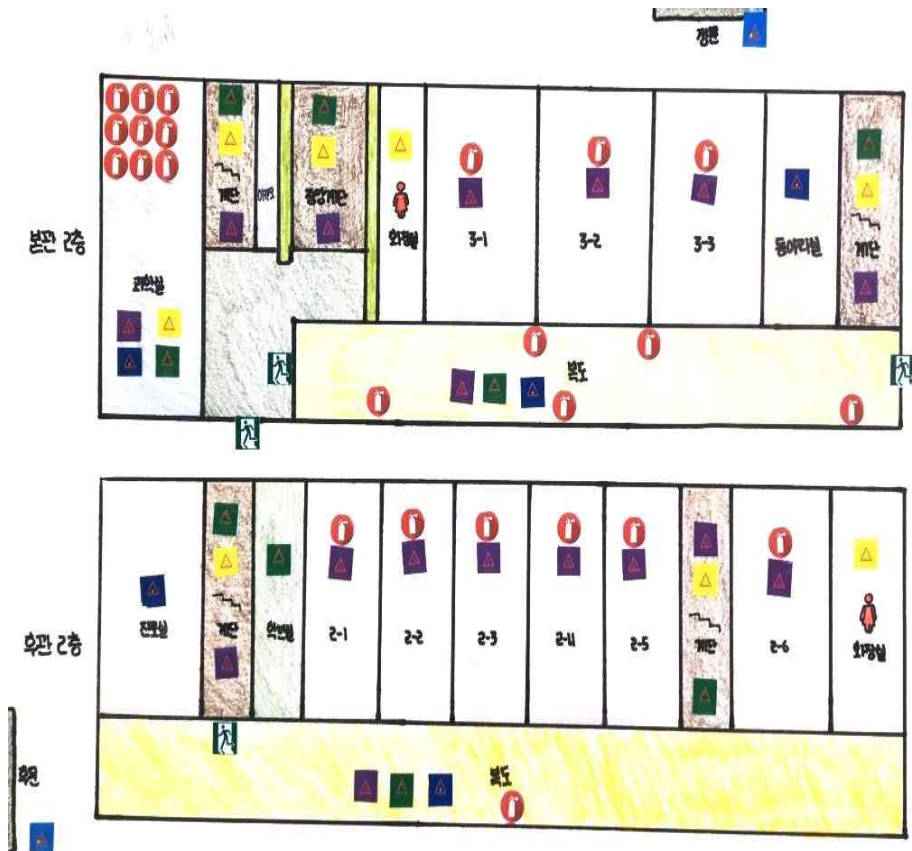 정문
본관 2층
과학실
계단
중앙계단
화장실
3-1
3-2
3-3
동아리실
계단
복도
후관 2층
진로실
계단
2-1
2-2
2-3
2-4
2-5
계단
2-6
화장실
후문
복도